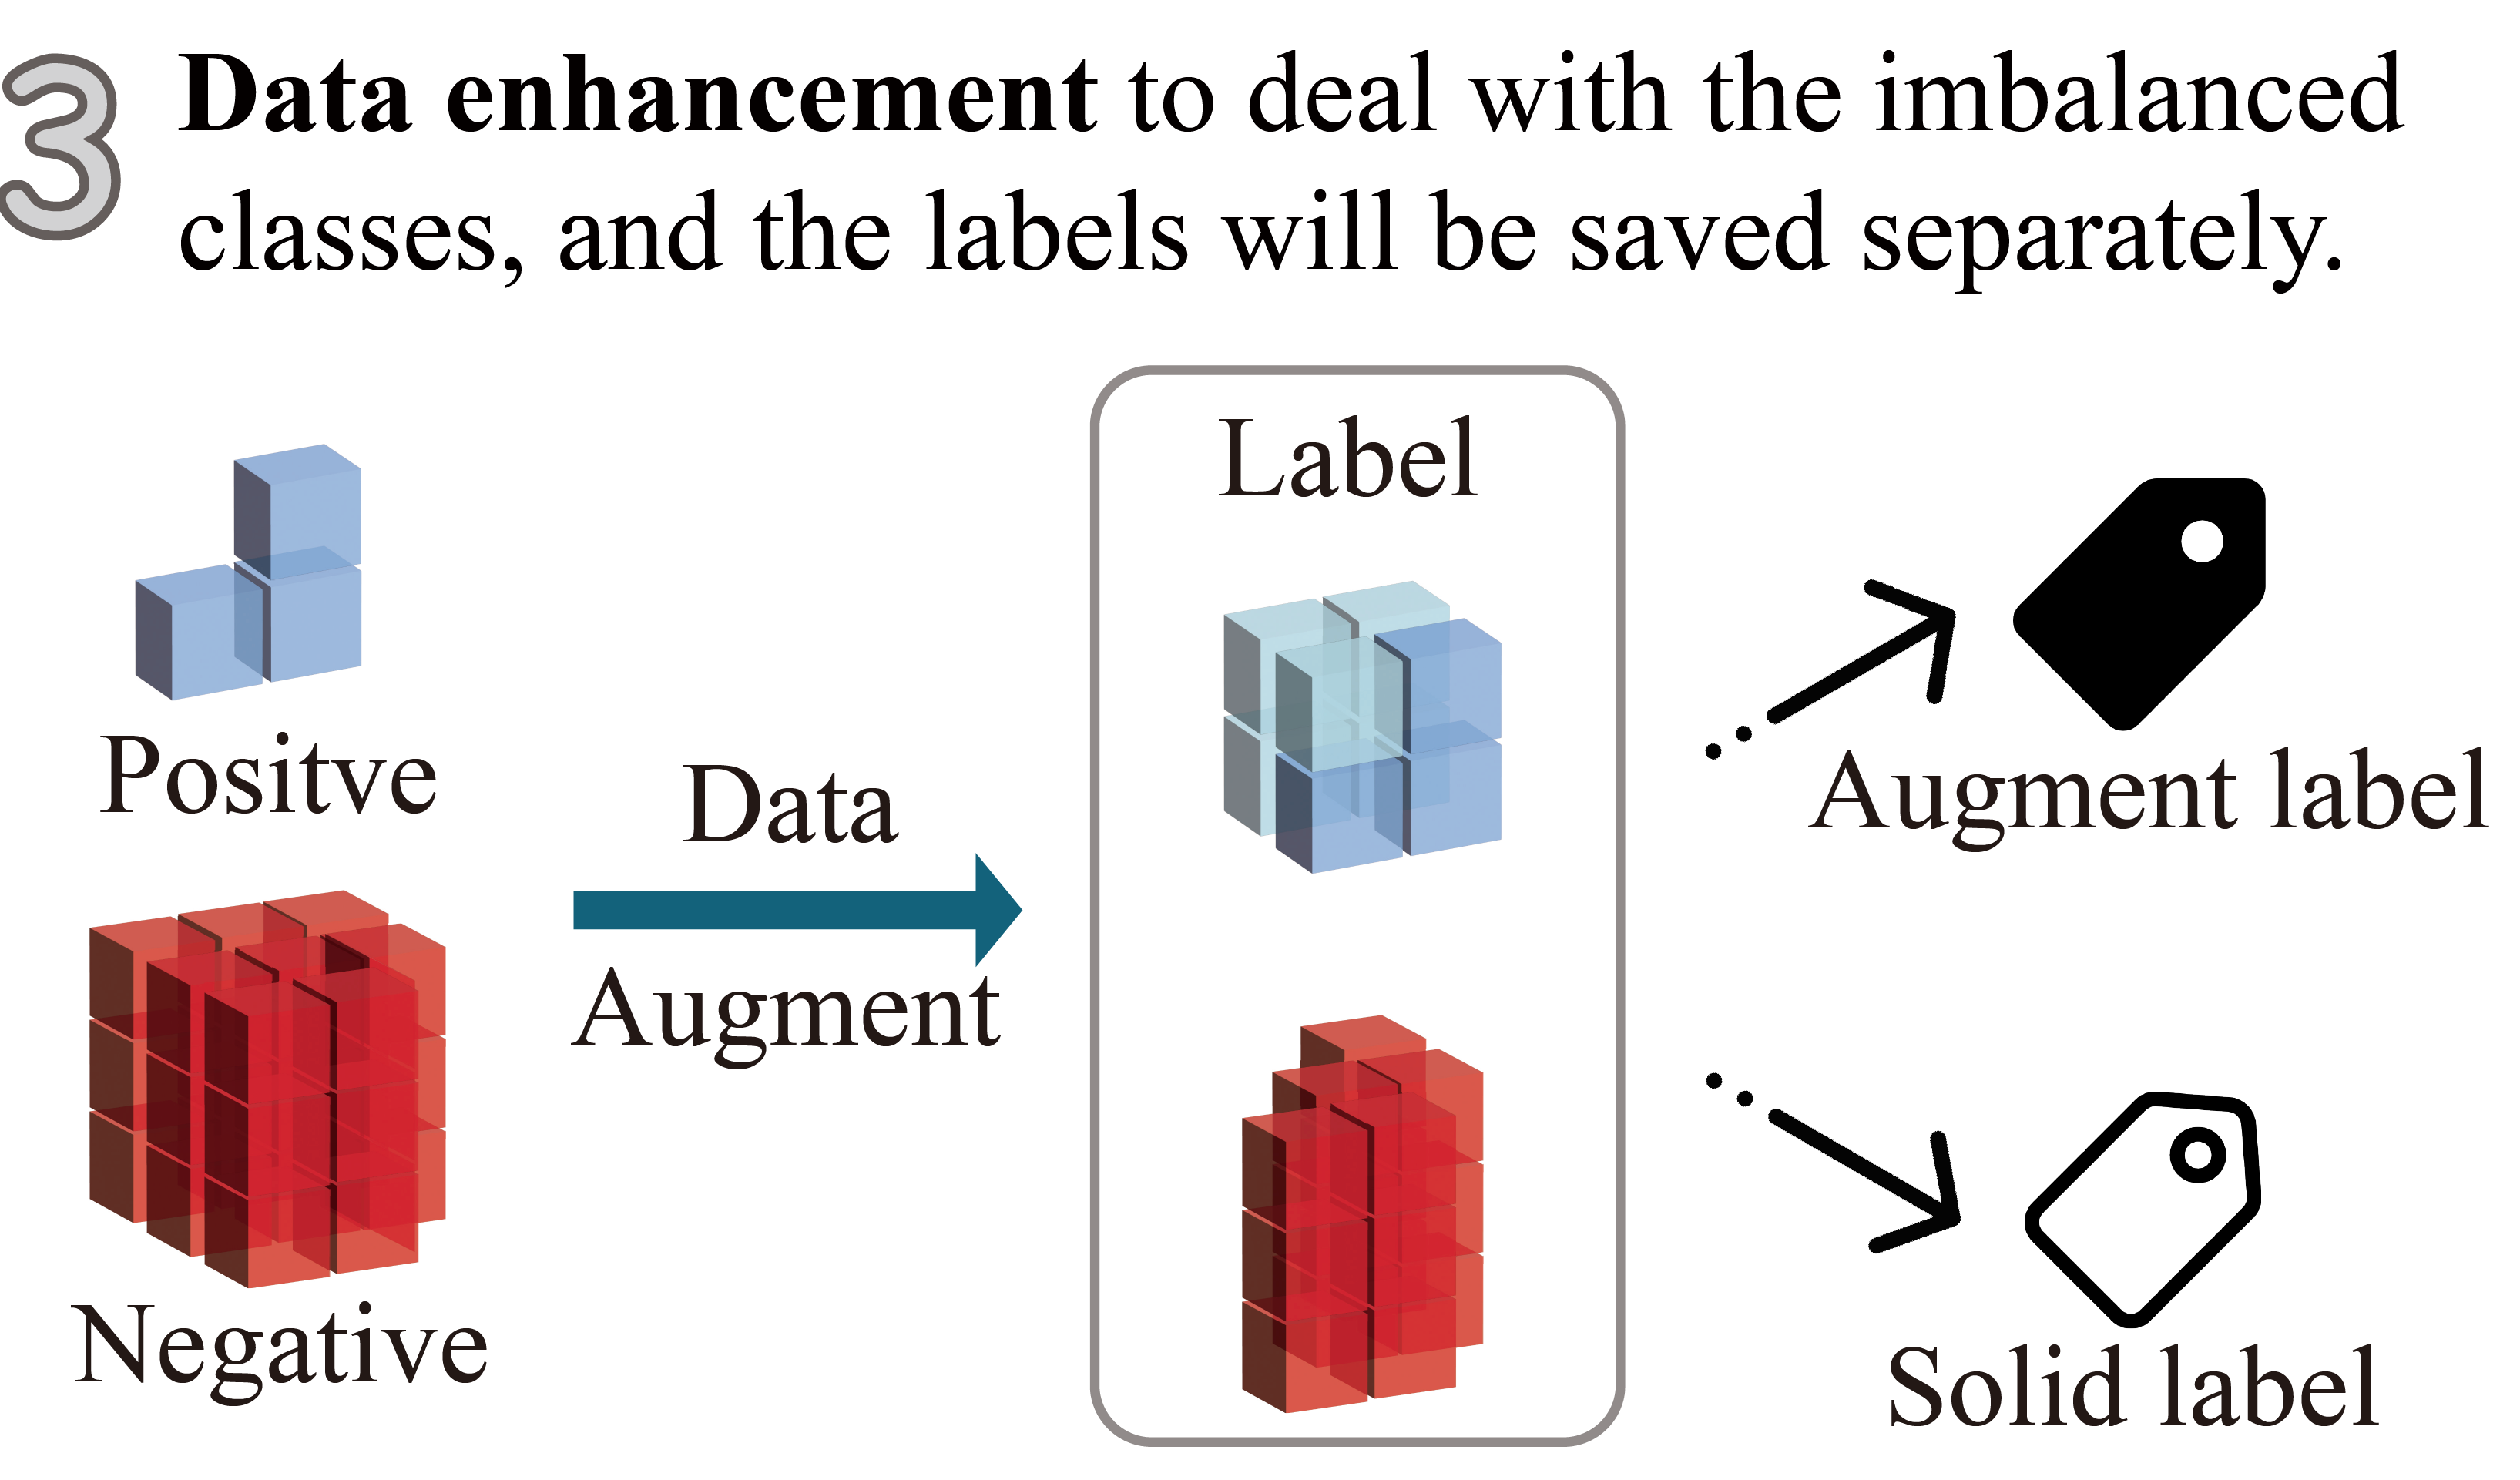 3 Data enhancement to deal with the imbalanced
classes, and the labels will be saved separately.
Label
Positve
Data
Augment
Negative
Augment label
Solid label